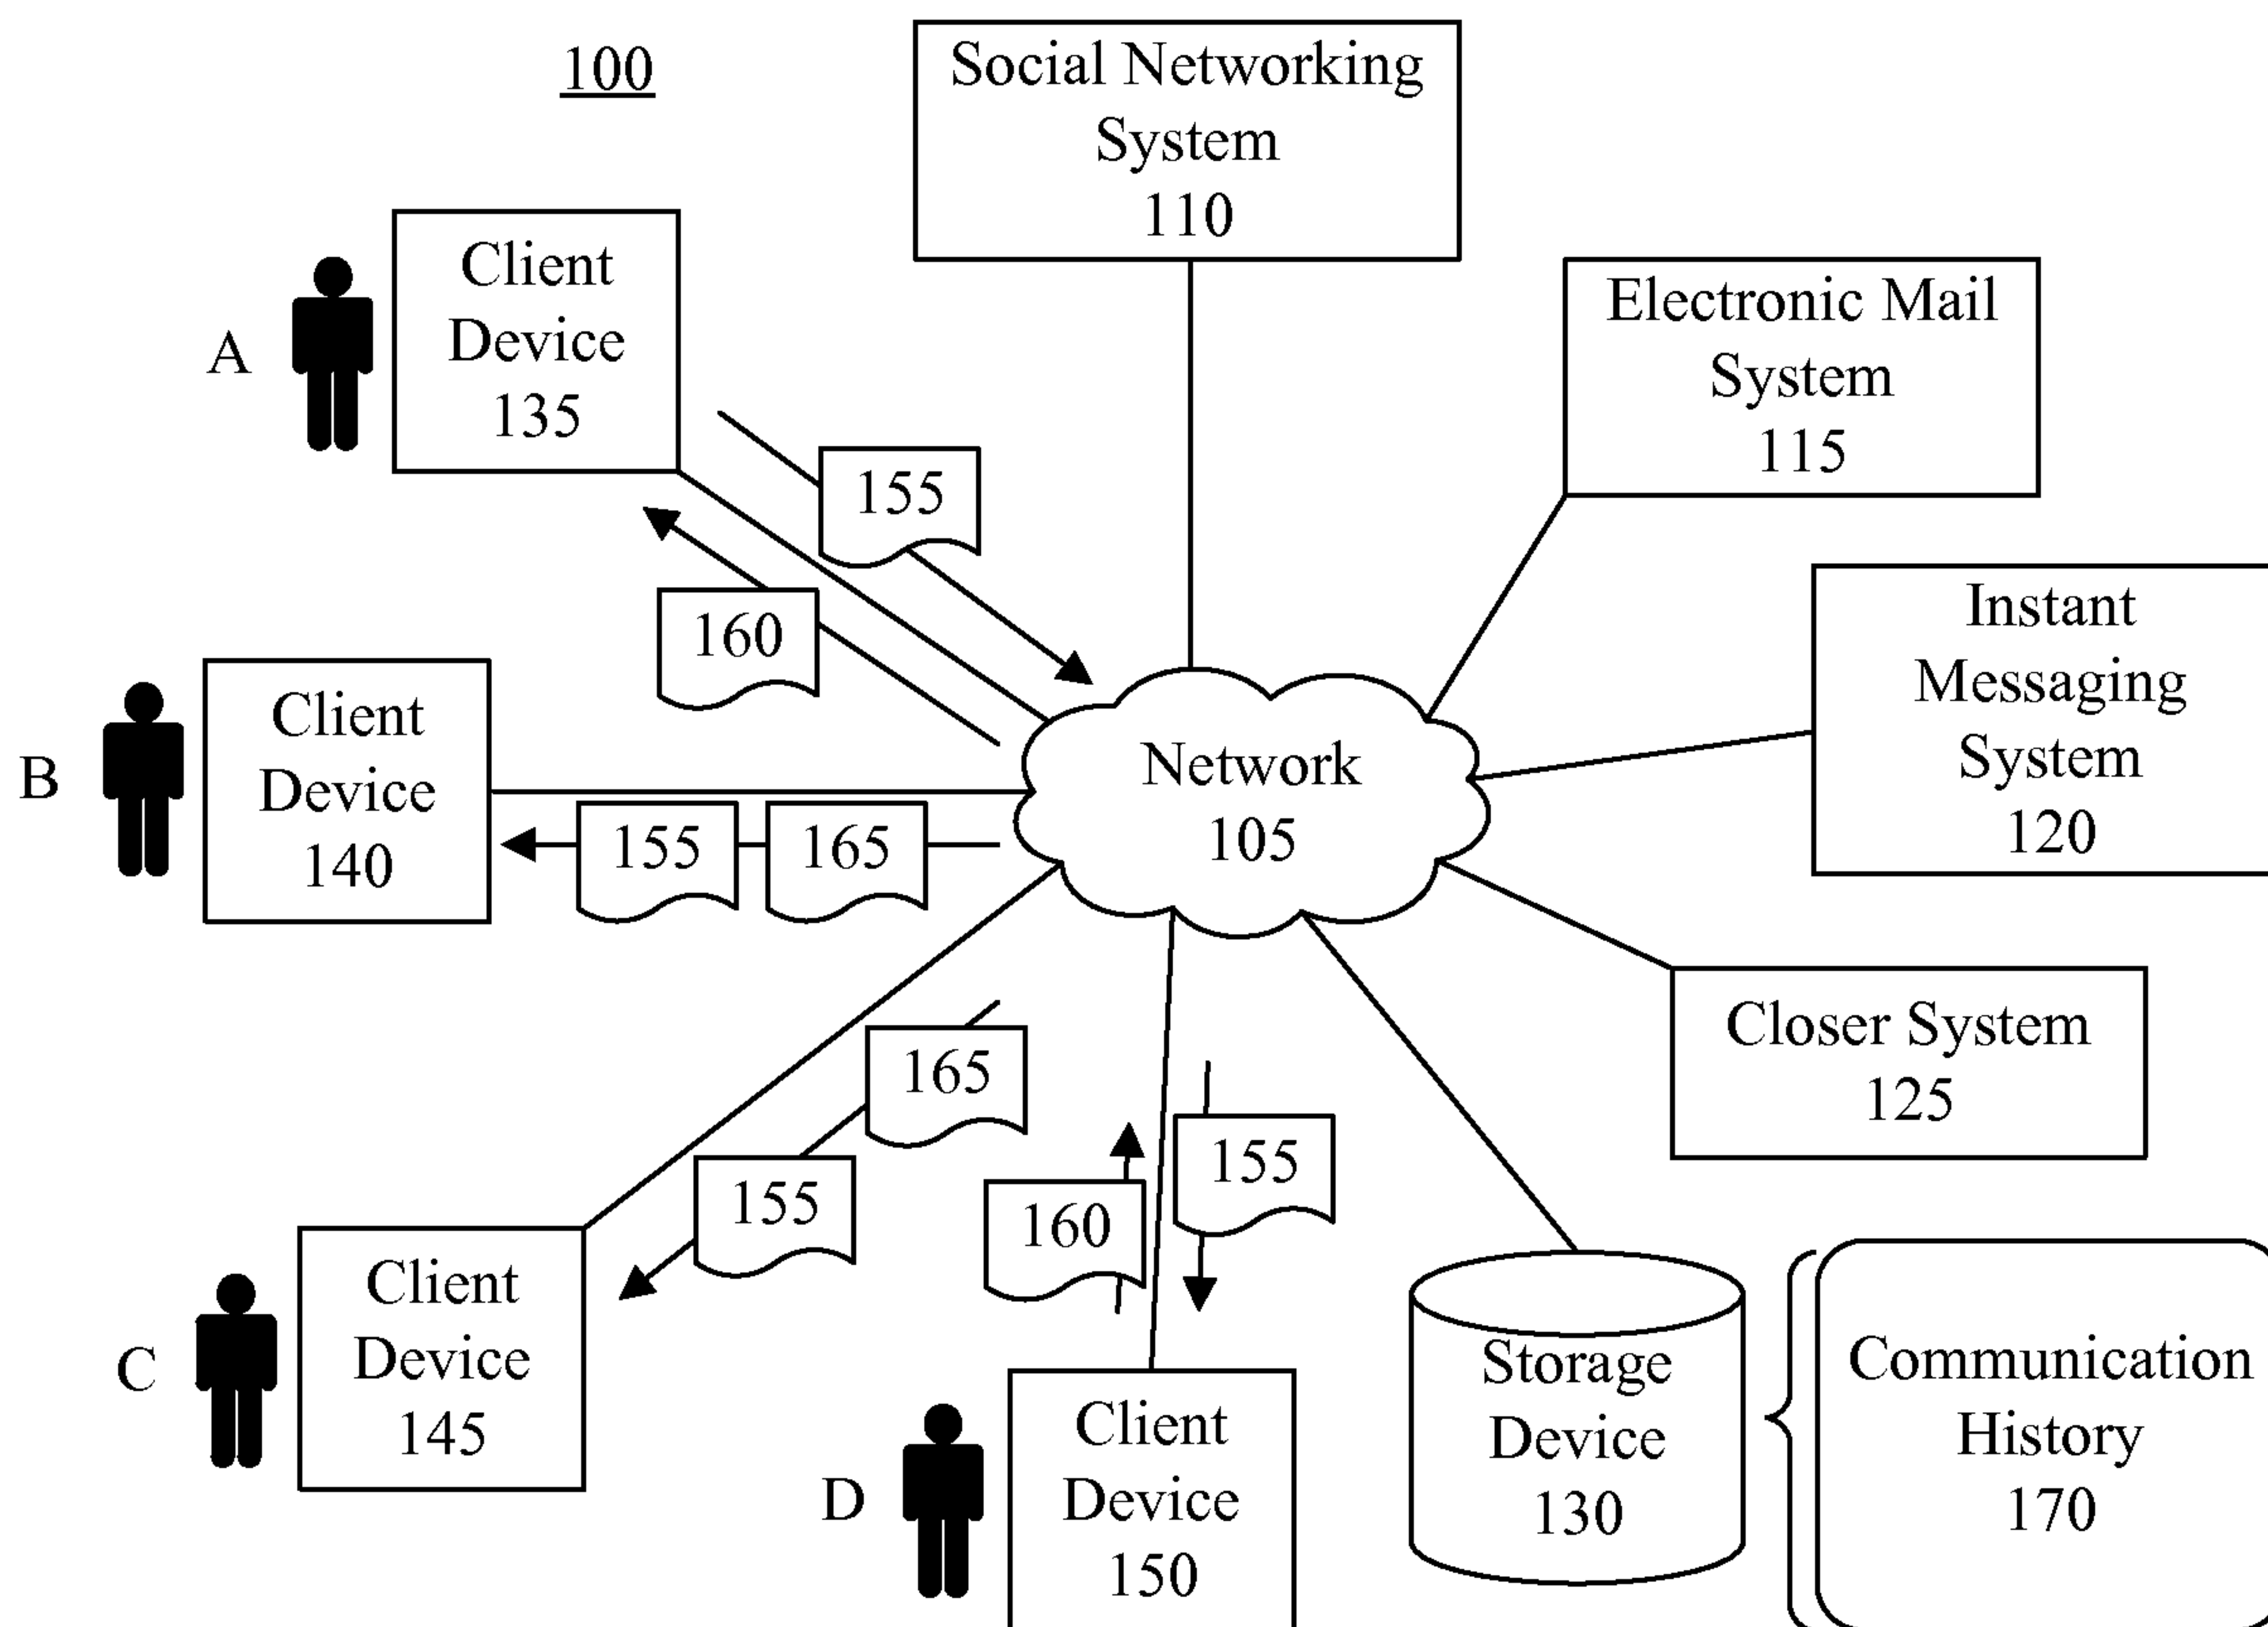 100
Social Networking
System
110
Client
Device
135
A
Electronic Mail
System
115
155
160
Instant
Messaging
System
120
Client
Device
140
B
Network
105
155
165
Closer System
125
165
155
160
155
Client
Device
145
C
Client
Device
150
D
Storage
Device
130
Communication
History
170